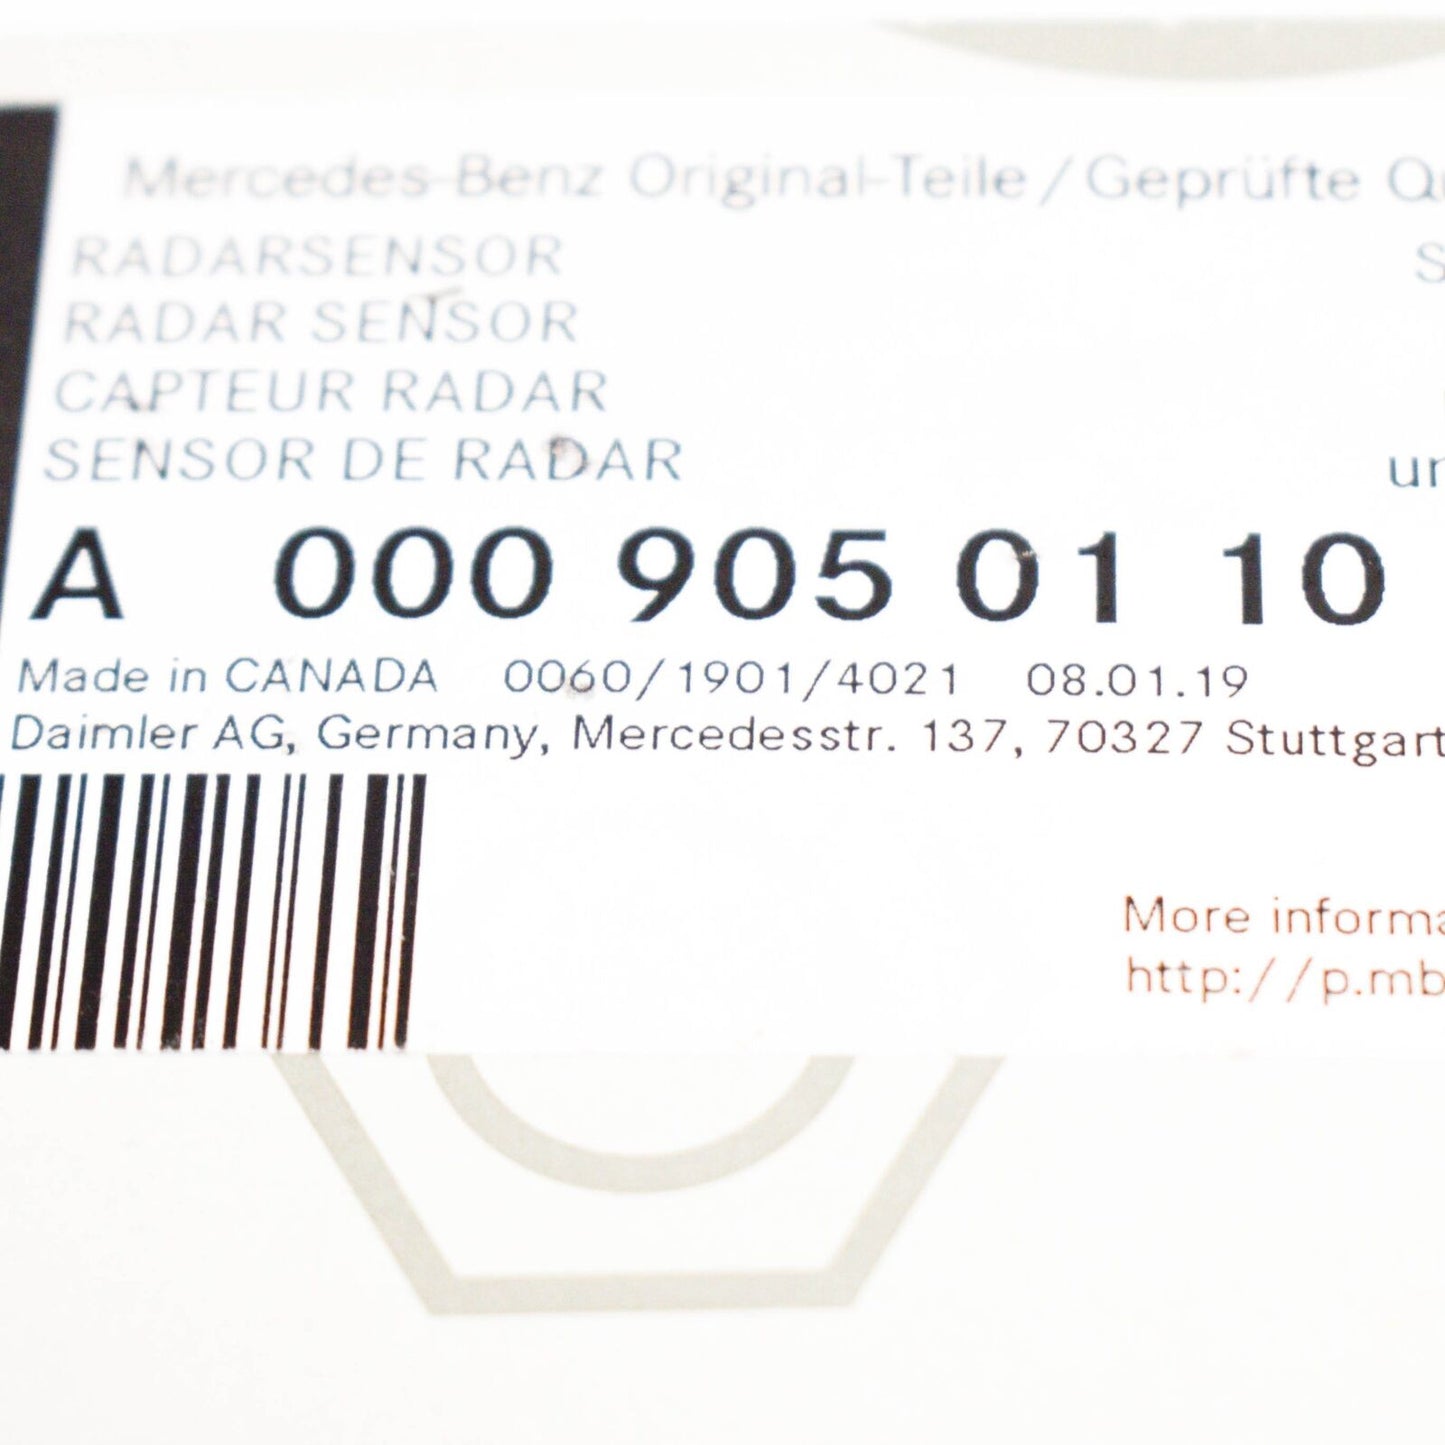 Mercedes-Benz Original-Teile / Geprüfte
RADARSENSOR
RADAR SENSOR
CAPTEUR RADAR
SENSOR DE RADAR
A 000 905 01 10
Made in CANADA 0060/1901/4021 08.01.19
Daimler AG, Germany, Mercedesstr. 137, 70327 Stuttgart
More
http://p.mb